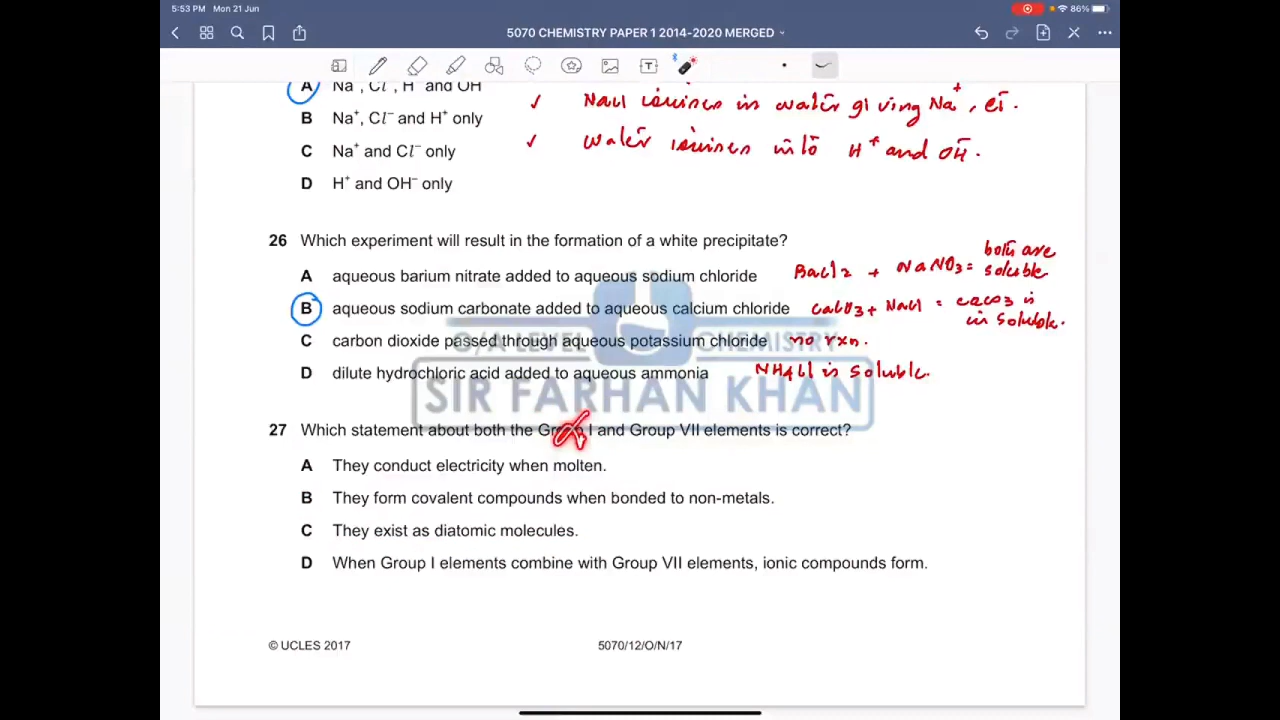 5:53 PM Mon 21 Jun
86%
5070 CHEMISTRY PAPER 1 2014-2020 MERGED
A Na⁺, Cl⁻, H⁺ and OH⁻
NaCl ionises in water giving Na⁺, Cl⁻.
B Na⁺, Cl⁻ and H⁺ only
water ionises into H⁺ and OH⁻.
C Na⁺ and Cl⁻ only
D H⁺ and OH⁻ only
26 Which experiment will result in the formation of a white precipitate?
A aqueous barium nitrate added to aqueous sodium chloride
BaCl2 + NaNO3 = both are soluble
B aqueous sodium carbonate added to aqueous calcium chloride
CaCO3 + NaCl = CaCO3 is insoluble.
C carbon dioxide passed through aqueous potassium chloride no rxn.
D dilute hydrochloric acid added to aqueous ammonia NH4Cl is soluble.
O/A LEVEL CHEMISTRY
SIR FARHAN KHAN
27 Which statement about both the Group I and Group VII elements is correct?
A They conduct electricity when molten.
B They form covalent compounds when bonded to non-metals.
C They exist as diatomic molecules.
D When Group I elements combine with Group VII elements, ionic compounds form.
© UCLES 2017 5070/12/O/N/17